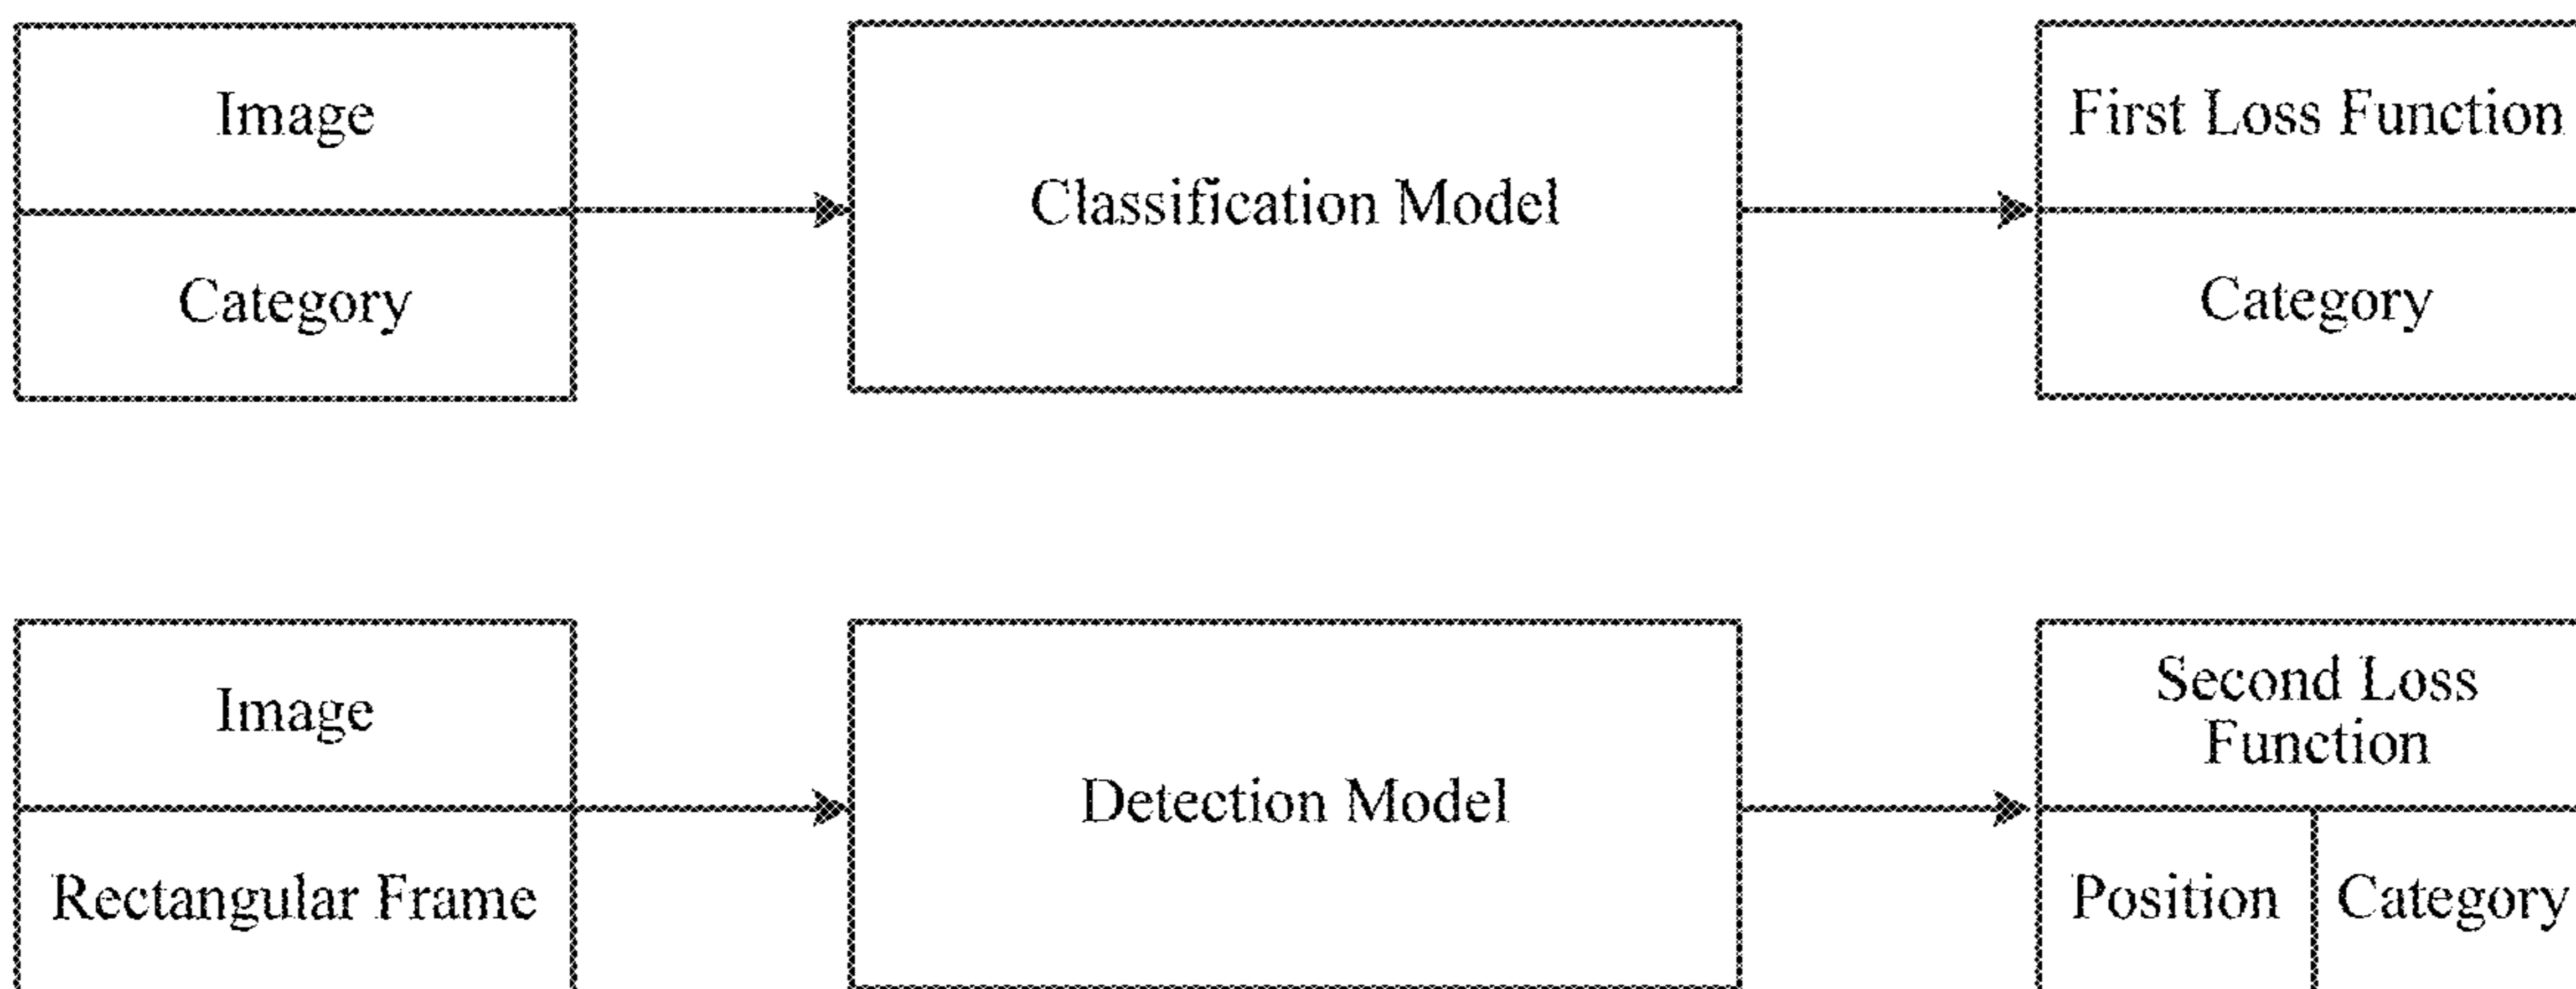 Image
Category
Classification Model
First Loss Function
Category
Image
Rectangular Frame
Detection Model
Second Loss
Function
Position
Category